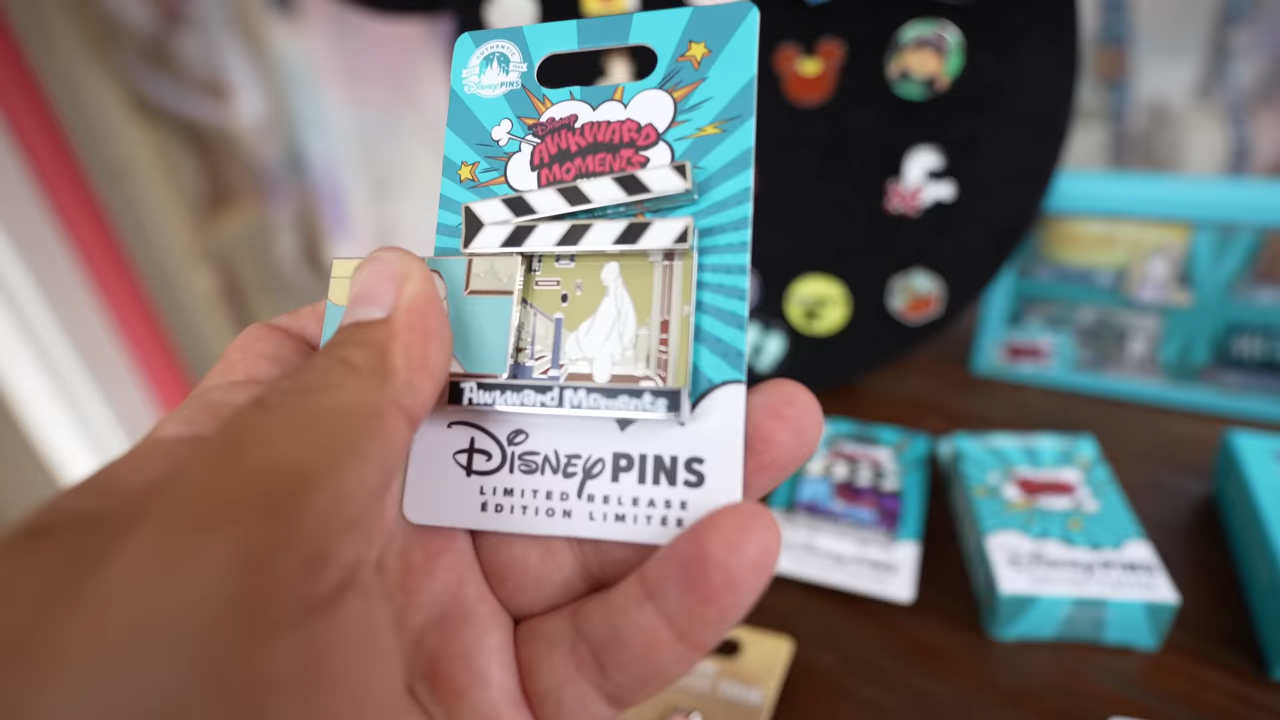 AUTHENTIC
Disney PINS
Disney
AWKWARD
MOMENTS
Awkward Moments
Disney PINS
LIMITED RELEASE
ÉDITION LIMITÉE